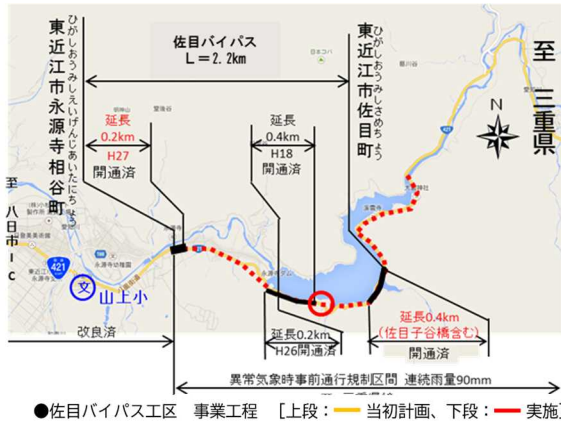 佐目バイパス
L＝2.2km
ひがしおうみしえいげんじあいだにちょう
東近江市永源寺相谷町
ひがしおうみしさめちょう
東近江市佐目町
至 三重県
N
延長
0.2km
H27
開通済
延長
0.4km
H18
開通済
至 八日市IC
421
文
山上小
421
永源寺ダム
改良済
延長0.2km
H26開通済
延長0.4km
(佐目子谷橋含む)
開通済
異常気象時事前通行規制区間 連続雨量90mm
●佐目バイパス工区 事業工程 ［上段：
当初計画、下段：
実施］